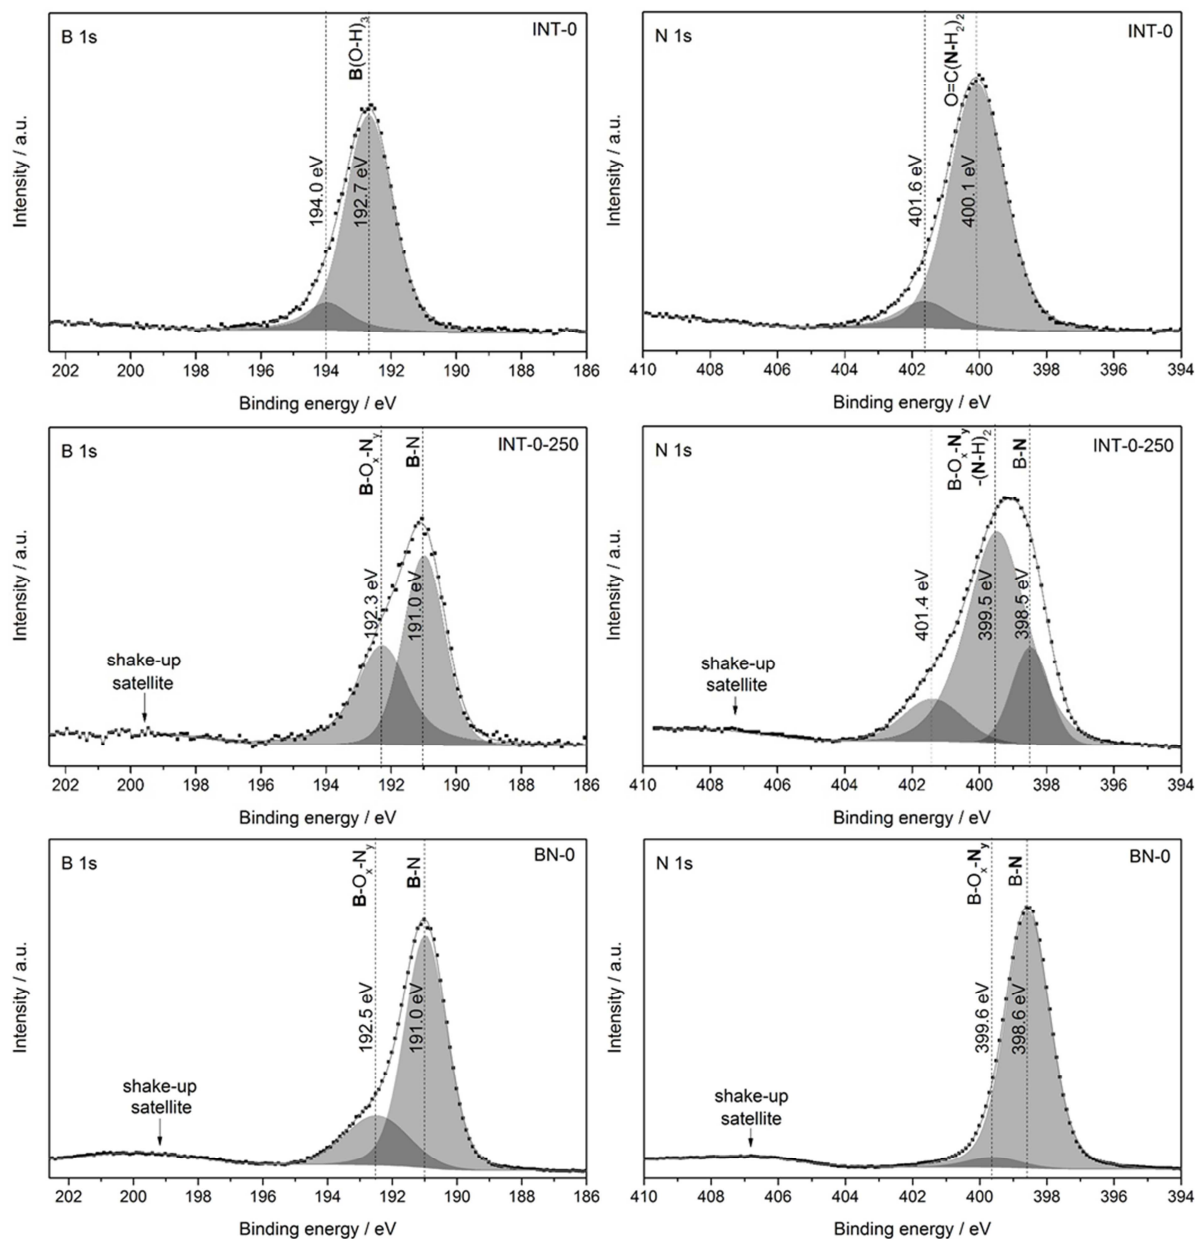 B 1s
INT-0
B(O-H)₃
194.0 eV
192.7 eV
Intensity / a.u.
202 200 198 196 194 192 190 188 186
Binding energy / eV
N 1s
INT-0
O=C(N-H₂)₂
401.6 eV
400.1 eV
Intensity / a.u.
410 408 406 404 402 400 398 396 394
Binding energy / eV
B 1s
INT-0-250
B-Oₓ-Nᵧ
B-N
192.3 eV
191.0 eV
shake-up
satellite
Intensity / a.u.
202 200 198 196 194 192 190 188 186
Binding energy / eV
N 1s
INT-0-250
B-Oₓ-Nᵧ
-(N-H)₂
B-N
401.4 eV
399.5 eV
398.5 eV
shake-up
satellite
Intensity / a.u.
410 408 406 404 402 400 398 396 394
Binding energy / eV
B 1s
BN-0
B-Oₓ-Nᵧ
B-N
192.5 eV
191.0 eV
shake-up
satellite
Intensity / a.u.
202 200 198 196 194 192 190 188 186
Binding energy / eV
N 1s
BN-0
B-Oₓ-Nᵧ
B-N
399.6 eV
398.6 eV
shake-up
satellite
Intensity / a.u.
410 408 406 404 402 400 398 396 394
Binding energy / eV